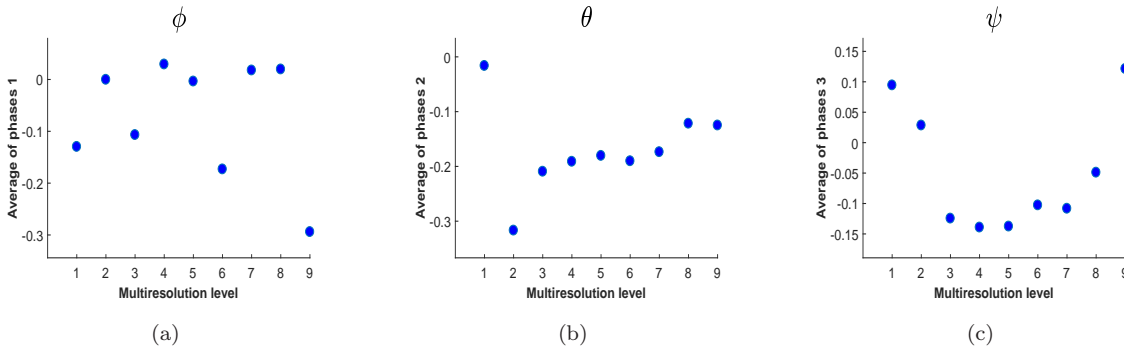 ϕ
Average of phases 1
0
-0.1
-0.2
-0.3
1 2 3 4 5 6 7 8 9
Multiresolution level
(a)
θ
Average of phases 2
0
-0.1
-0.2
-0.3
1 2 3 4 5 6 7 8 9
Multiresolution level
(b)
ψ
Average of phases 3
0.15
0.1
0.05
0
-0.05
-0.1
-0.15
1 2 3 4 5 6 7 8 9
Multiresolution level
(c)